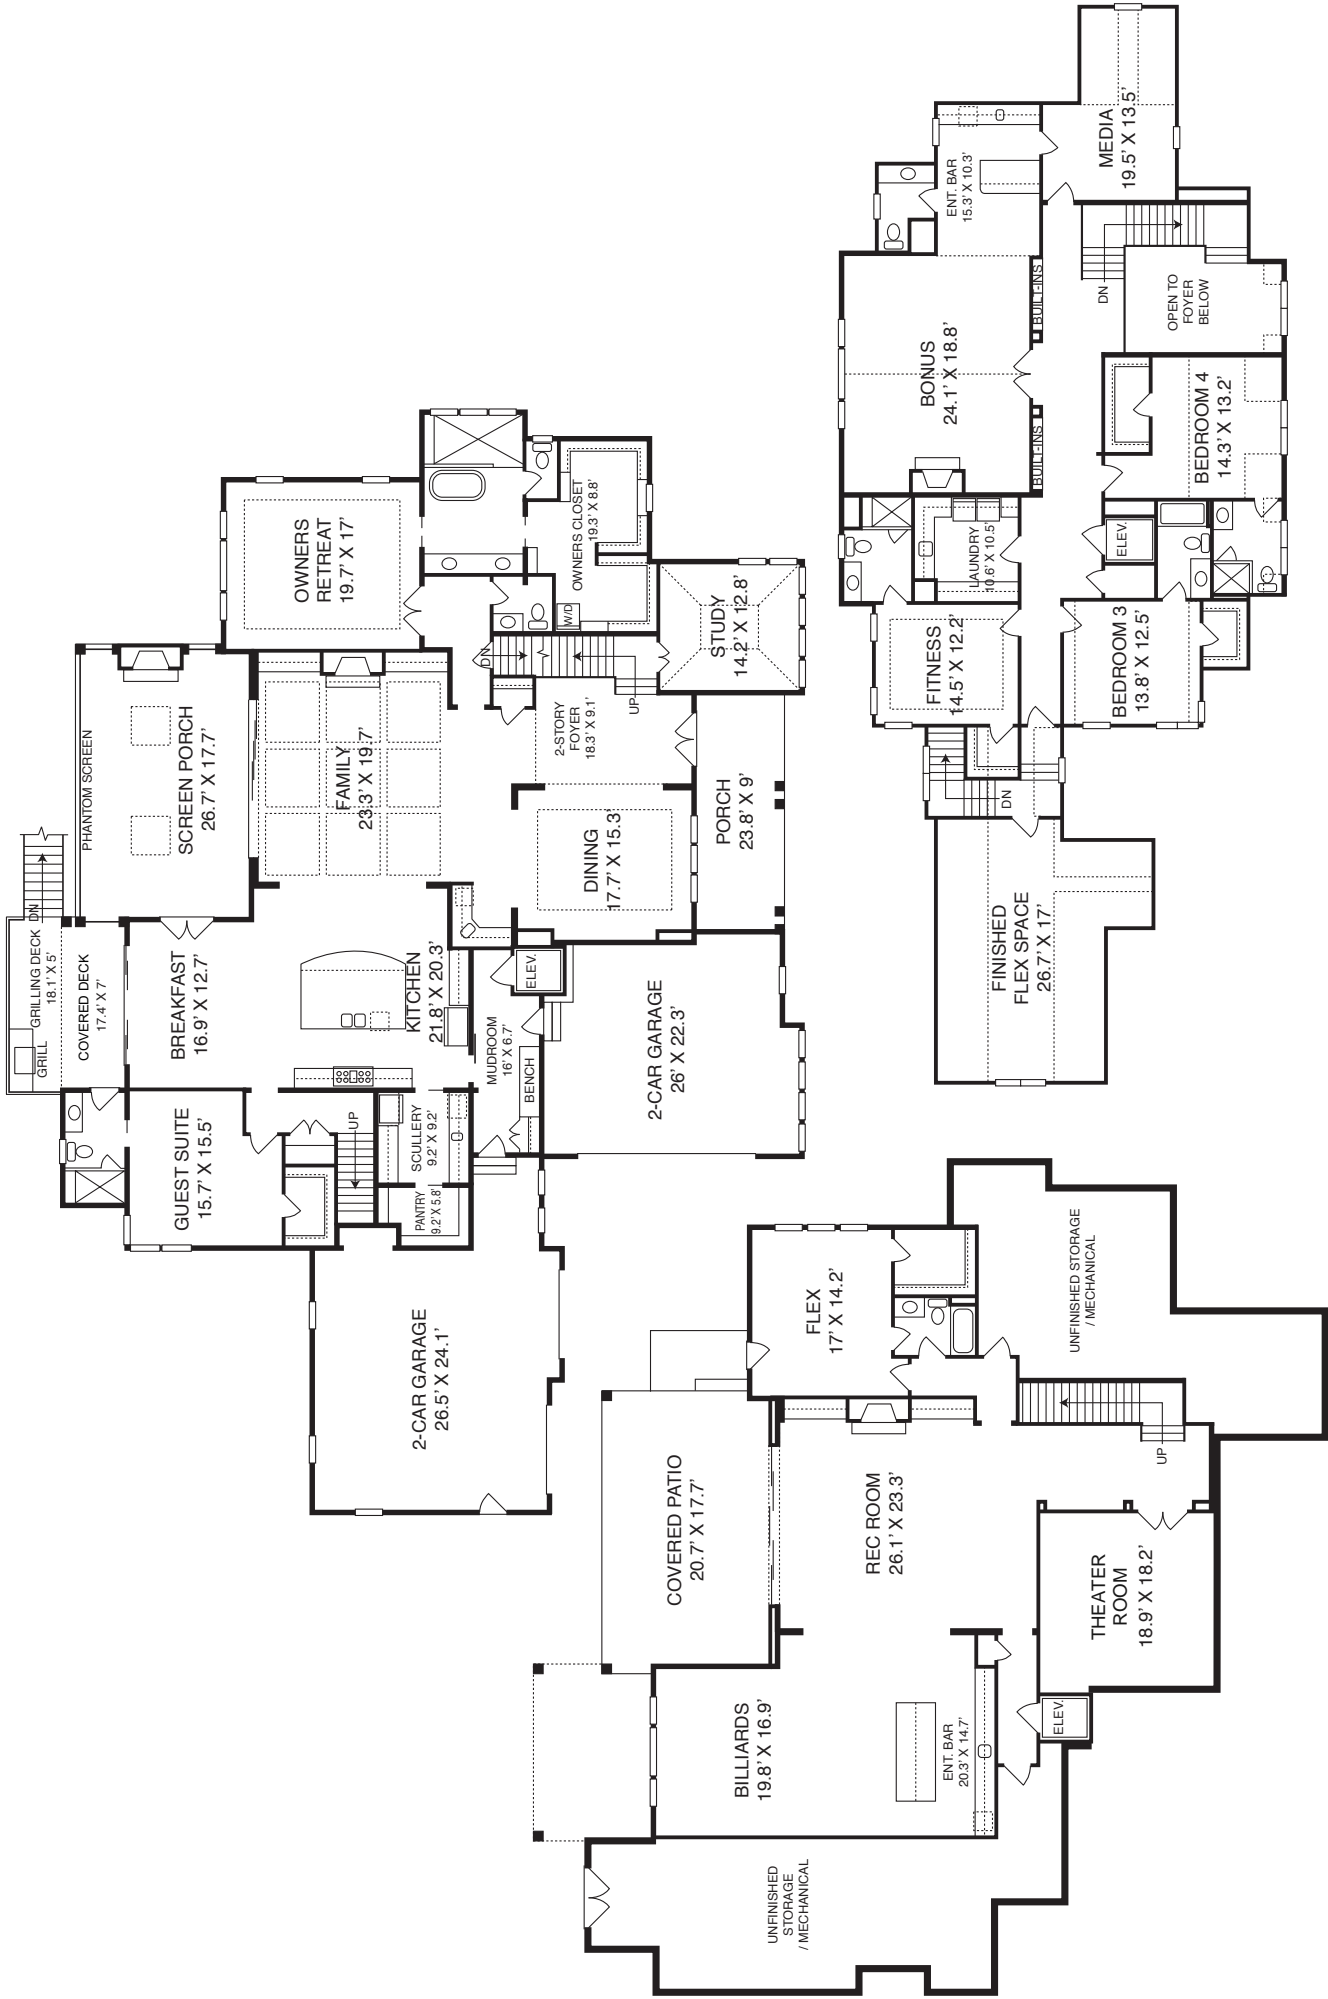 GRILLING DECK
18.1' X 5'
DN
GRILL
COVERED DECK
17.4' X 7'
PHANTOM SCREEN
SCREEN PORCH
26.7' X 17.7'
BREAKFAST
16.9' X 12.7'
GUEST SUITE
15.7' X 15.5'
OWNERS
RETREAT
19.7' X 17'
FAMILY
23.3' X 19.7'
KITCHEN
21.8' X 20.3'
UP
SCULLERY
9.2' X 9.2'
PANTRY
9.2' X 5.8'
MUDROOM
16' X 6.7'
BENCH
ELEV.
OWNERS CLOSET
19.3' X 8.8'
W/D
DN
UP
2-STORY
FOYER
18.3' X 9.1'
STUDY
14.2' X 12.8'
DINING
17.7' X 15.3'
PORCH
23.8' X 9'
2-CAR GARAGE
26' X 22.3'
2-CAR GARAGE
26.5' X 24.1'
MEDIA
19.5' X 13.5'
ENT. BAR
15.3' X 10.3'
BONUS
24.1' X 18.8'
BUILT-INS
BUILT-INS
DN
OPEN TO
FOYER
BELOW
BEDROOM 4
14.3' X 13.2'
LAUNDRY
10.6' X 10.5'
ELEV.
FITNESS
14.5' X 12.2'
BEDROOM 3
13.8' X 12.5'
DN
FINISHED
FLEX SPACE
26.7' X 17'
FLEX
17' X 14.2'
UNFINISHED STORAGE
/ MECHANICAL
COVERED PATIO
20.7' X 17.7'
REC ROOM
26.1' X 23.3'
UP
THEATER
ROOM
18.9' X 18.2'
BILLIARDS
19.8' X 16.9'
ENT. BAR
20.3' X 14.7'
ELEV.
UNFINISHED
STORAGE
/ MECHANICAL